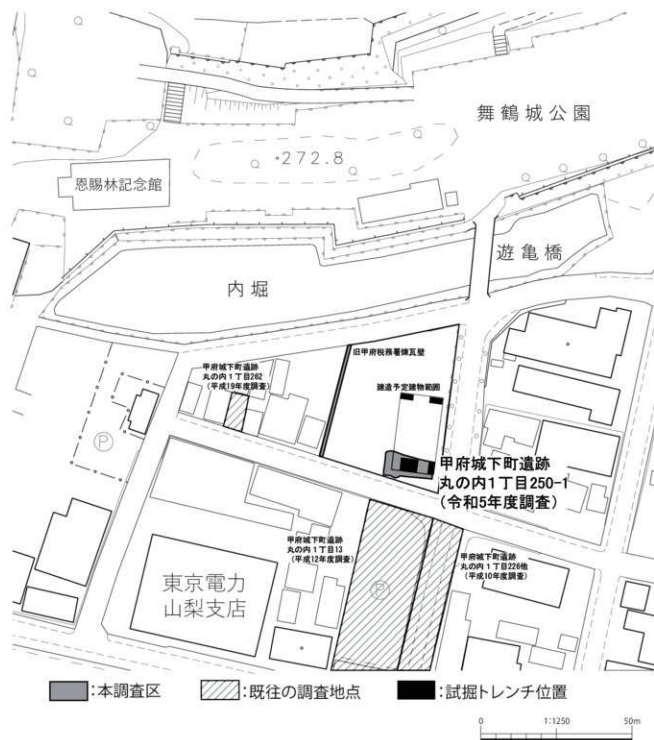 舞鶴城公園
272.8
恩賜林記念館
遊亀橋
内堀
旧甲府税務署煉瓦壁
甲府城下町遺跡
丸の内１丁目262
（平成19年度調査）
建造予定建物範囲
甲府城下町遺跡
丸の内1丁目250-1
（令和5年度調査）
甲府城下町遺跡
丸の内１丁目13
（平成12年度調査）
甲府城下町遺跡
丸の内１丁目226他
（平成10年度調査）
P
P
東京電力
山梨支店
:本調査区
:既往の調査地点
:試掘トレンチ位置
0 1:1250 50m